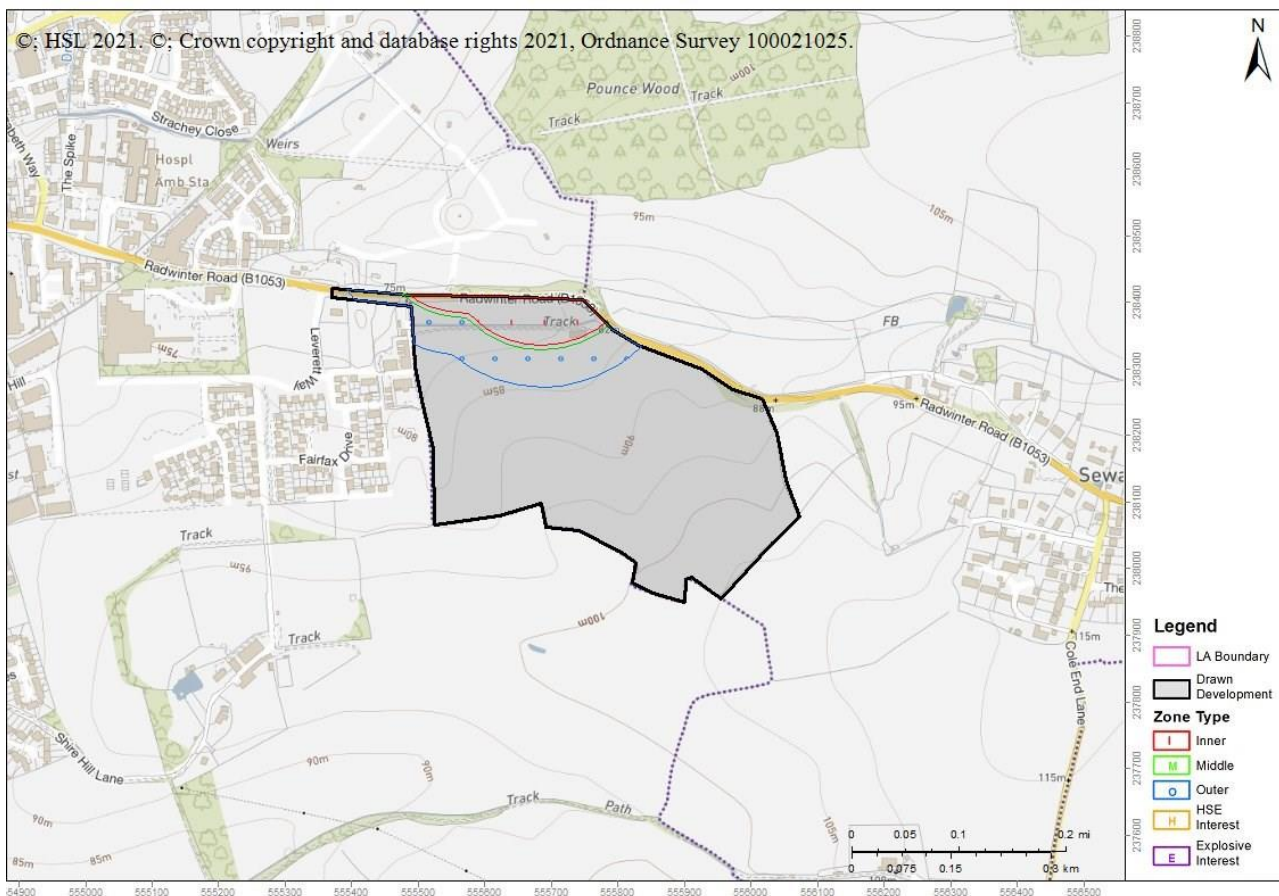 ©; HSL 2021. ©; Crown copyright and database rights 2021, Ordnance Survey 100021025.
N
Pounce Wood
Track
100m
Track
Strachey Close
Weirs
The Spike
Hospl
Amb Sta
95m
105m
Radwinter Road (B1053)
75m
Track
FB
75m
Leverett
Way
Hill
85m
80m
90m
88m
95m
Radwinter Road (B1053)
Fairfax Drive
Track
95m
Track
100m
115m
Cole End Lane
Shire Hill Lane
90m
90m
Track
Path
90m
85m
85m
105m
115m
0 0.05 0.1 0.2 mi
0 0.075 0.15 0.3 km
Legend
LA Boundary
Drawn
Development
Zone Type
I Inner
M Middle
O Outer
H HSE
Interest
E Explosive
Interest
238800
238700
238600
238500
238400
238300
238200
238100
238000
237900
237800
237700
237600
555000 555100 555200 555300 555400 555500 555600 555700 555800 555900 556000 556100 556200 556300 556400 556500